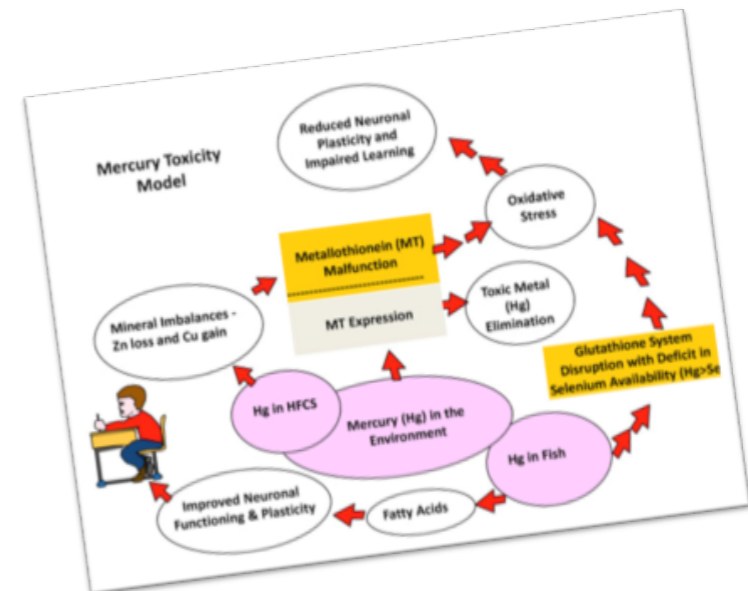 Mercury Toxicity
Model
Reduced Neuronal
Plasticity and
Impaired Learning
Oxidative
Stress
Metallothionein (MT)
Malfunction
MT Expression
Toxic Metal
(Hg)
Elimination
Mineral Imbalances -
Zn loss and Cu gain
Glutathione System
Disruption with Deficit in
Selenium Availability (Hg>Se
Hg in HFCS
Mercury (Hg) in the
Environment
Hg in Fish
Improved Neuronal
Functioning & Plasticity
Fatty Acids